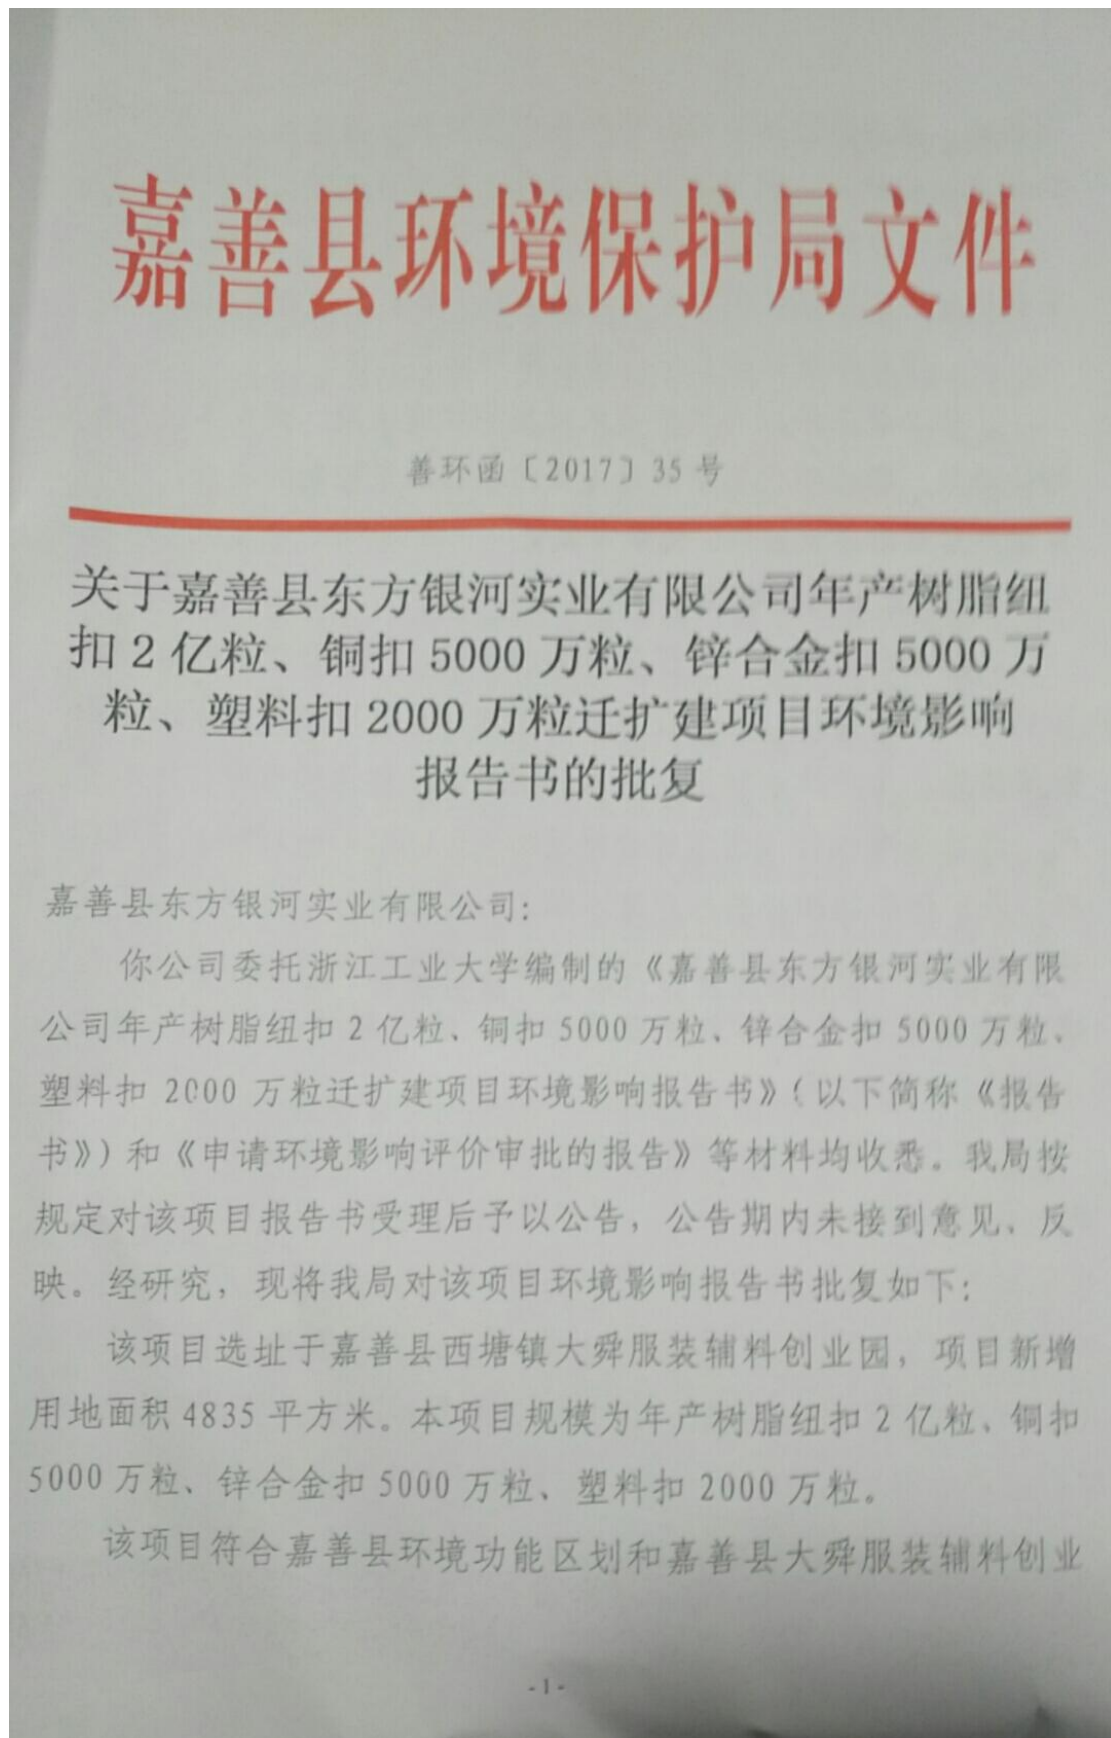 嘉善县环境保护局文件
善环函〔2017〕35号
关于嘉善县东方银河实业有限公司年产树脂纽
扣2亿粒、铜扣5000万粒、锌合金扣5000万
粒、塑料扣2000万粒迁扩建项目环境影响
报告书的批复
嘉善县东方银河实业有限公司:
你公司委托浙江工业大学编制的《嘉善县东方银河实业有限
公司年产树脂纽扣2亿粒、铜扣5000万粒、锌合金扣5000万粒、
塑料扣2000万粒迁扩建项目环境影响报告书》(以下简称《报告
书》)和《申请环境影响评价审批的报告》等材料均收悉。我局按
规定对该项目报告书受理后予以公告,公告期内未接到意见、反
映。经研究,现将我局对该项目环境影响报告书批复如下:
该项目选址于嘉善县西塘镇大舜服装辅料创业园,项目新增
用地面积4835平方米。本项目规模为年产树脂纽扣2亿粒、铜扣
5000万粒、锌合金扣5000万粒、塑料扣2000万粒。
该项目符合嘉善县环境功能区划和嘉善县大舜服装辅料创业
-1-